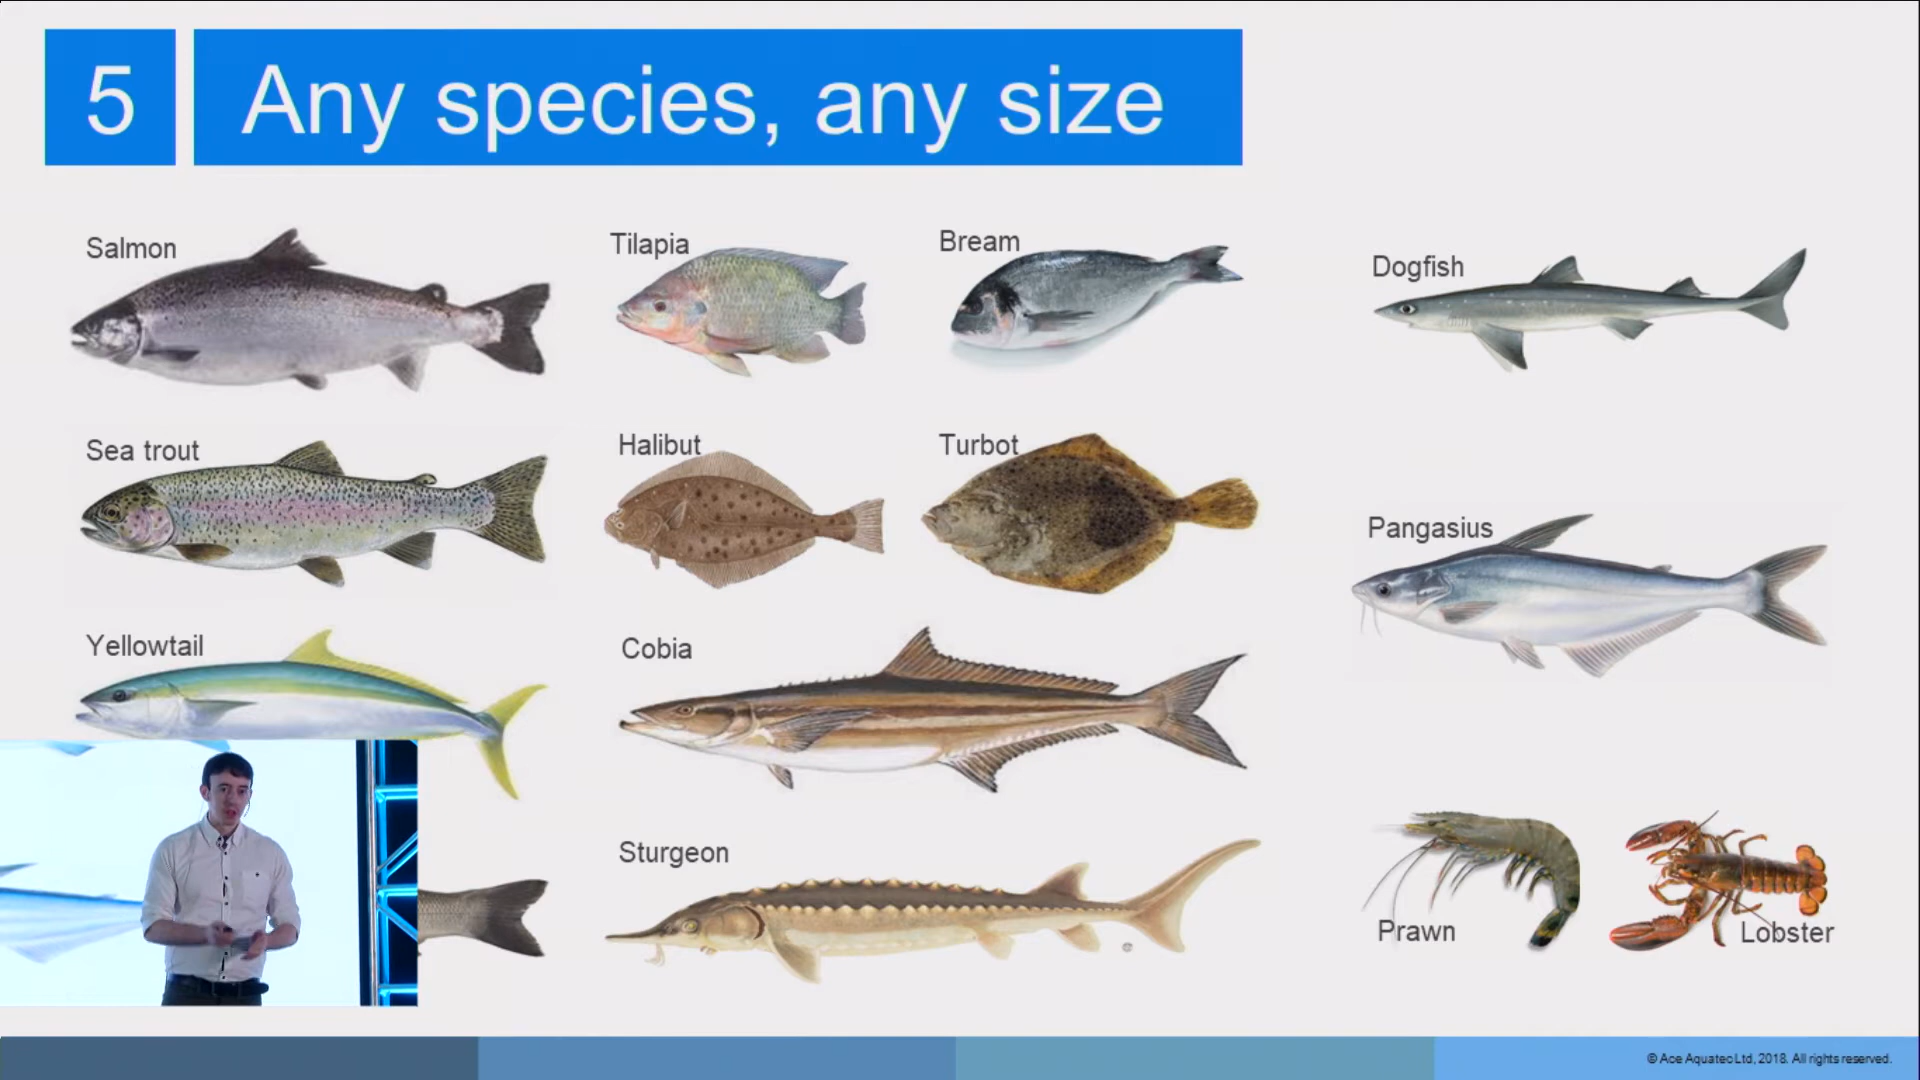 5 Any species, any size
Salmon
Tilapia
Bream
Dogfish
Sea trout
Halibut
Turbot
Pangasius
Yellowtail
Cobia
Sturgeon
Prawn
Lobster
© Ace Aquatec Ltd, 2018. All rights reserved.